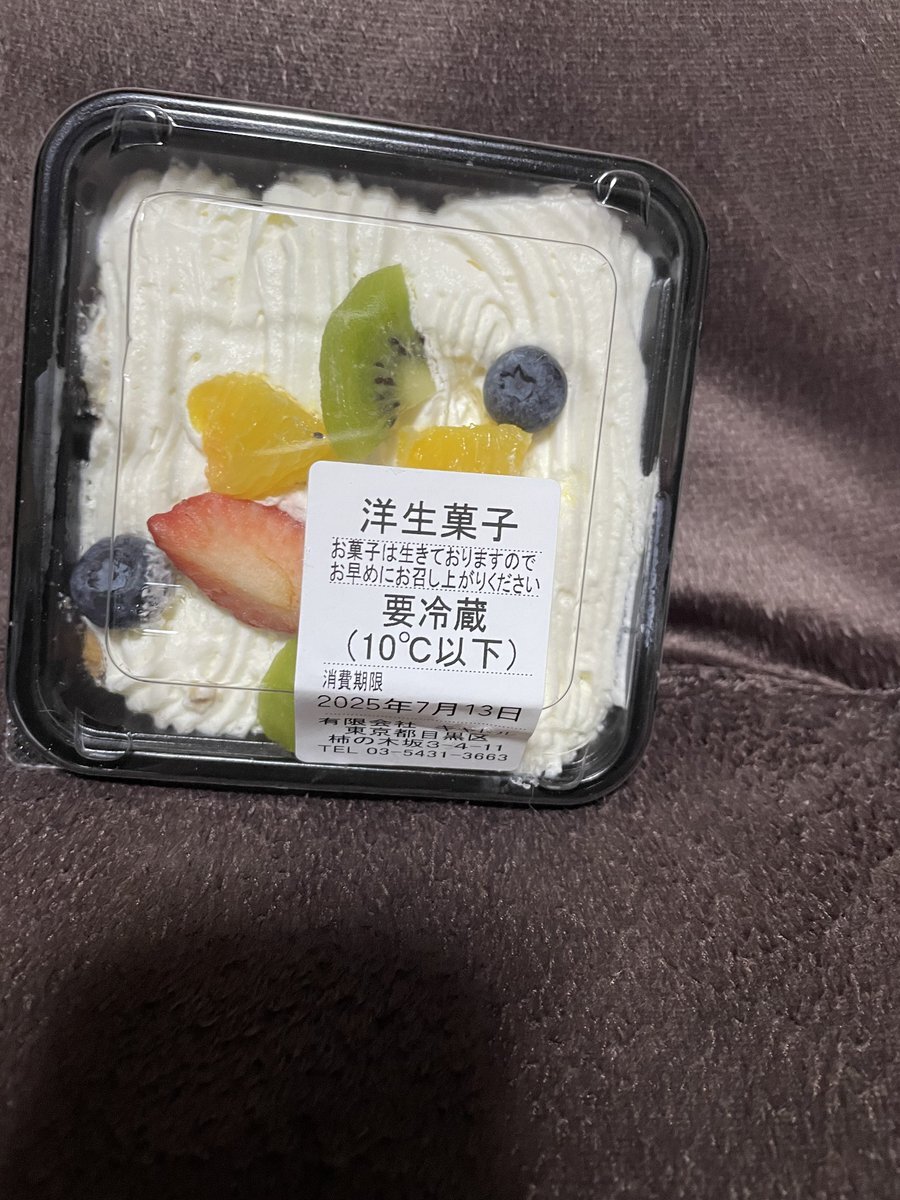 洋生菓子
お菓子は生きておりますので
お早めにお召し上がりください
要冷蔵
(10℃以下)
消費期限
2025年7月13日
有限会社
東京都目黒区
柿の木坂3-4-11
TEL 03-5431-3663